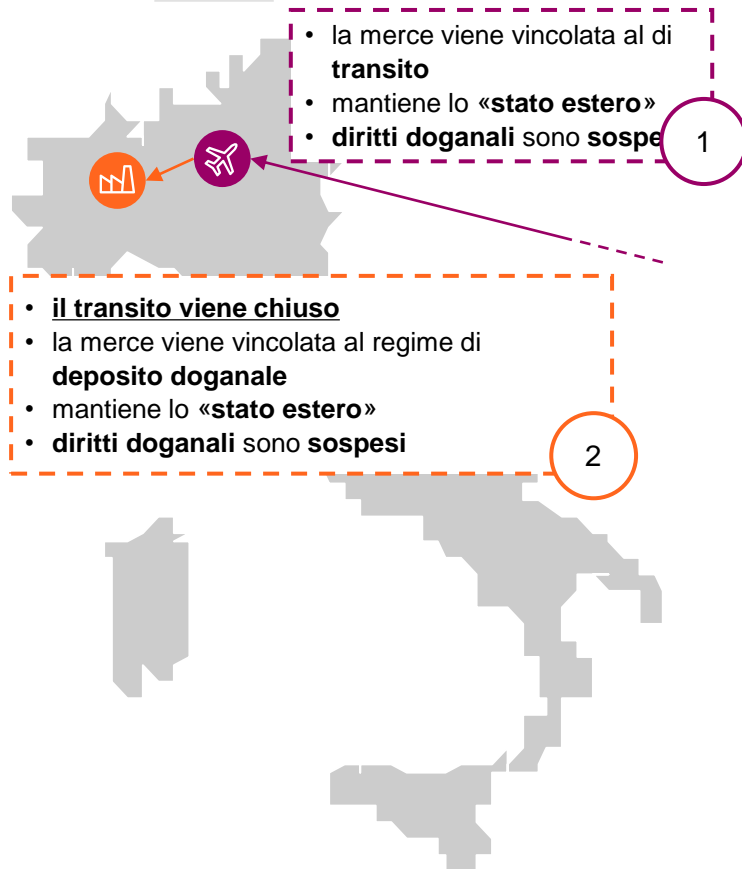 • la merce viene vincolata al di
transito
• mantiene lo «stato estero»
• diritti doganali sono sospe
1
• il transito viene chiuso
• la merce viene vincolata al regime di
deposito doganale
• mantiene lo «stato estero»
• diritti doganali sono sospesi
2